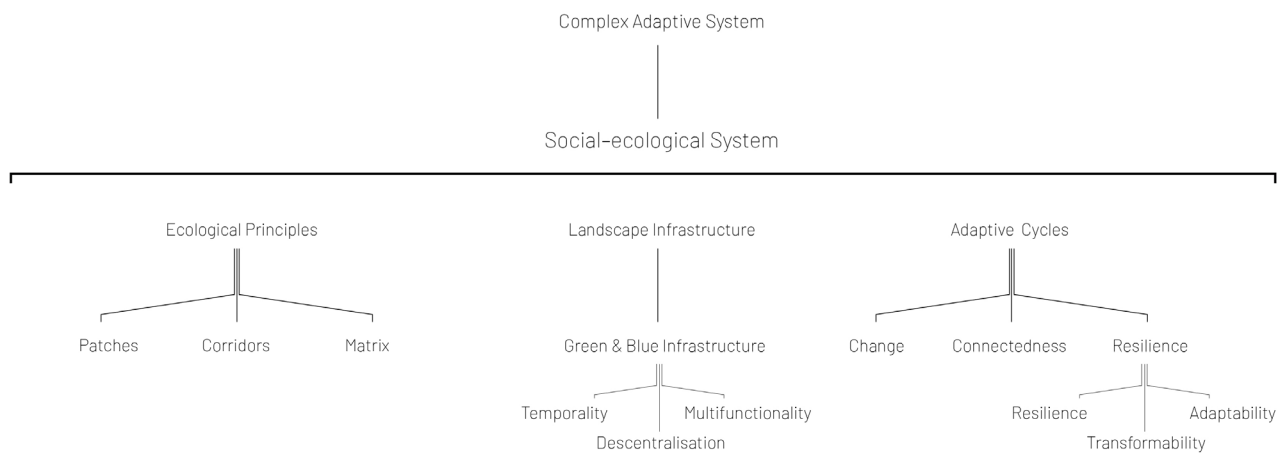 Complex Adaptive System
Social-ecological System
Ecological Principles
Landscape Infrastructure
Adaptive Cycles
Patches
Corridors
Matrix
Green & Blue Infrastructure
Change
Connectedness
Resilience
Temporality
Multifunctionality
Descentralisation
Resilience
Adaptability
Transformability